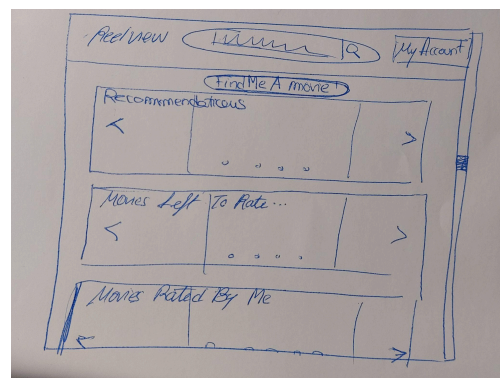 Reelview My Account
Find Me A movie!
Recommendations
Movies Left To Rate...
Movies Rated By Me